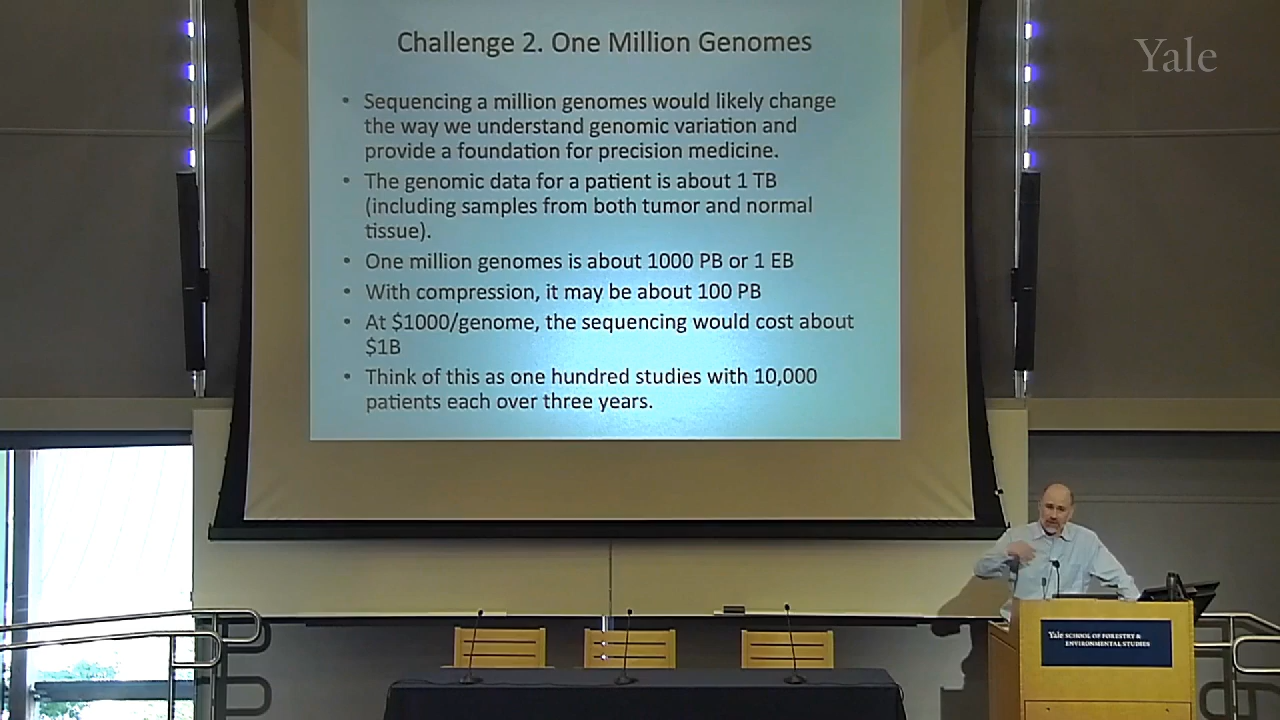 Challenge 2. One Million Genomes
Yale
• Sequencing a million genomes would likely change
the way we understand genomic variation and
provide a foundation for precision medicine.
• The genomic data for a patient is about 1 TB
(including samples from both tumor and normal
tissue).
• One million genomes is about 1000 PB or 1 EB
• With compression, it may be about 100 PB
• At $1000/genome, the sequencing would cost about
$1B
• Think of this as one hundred studies with 10,000
patients each over three years.
Yale SCHOOL OF FORESTRY &
ENVIRONMENTAL STUDIES